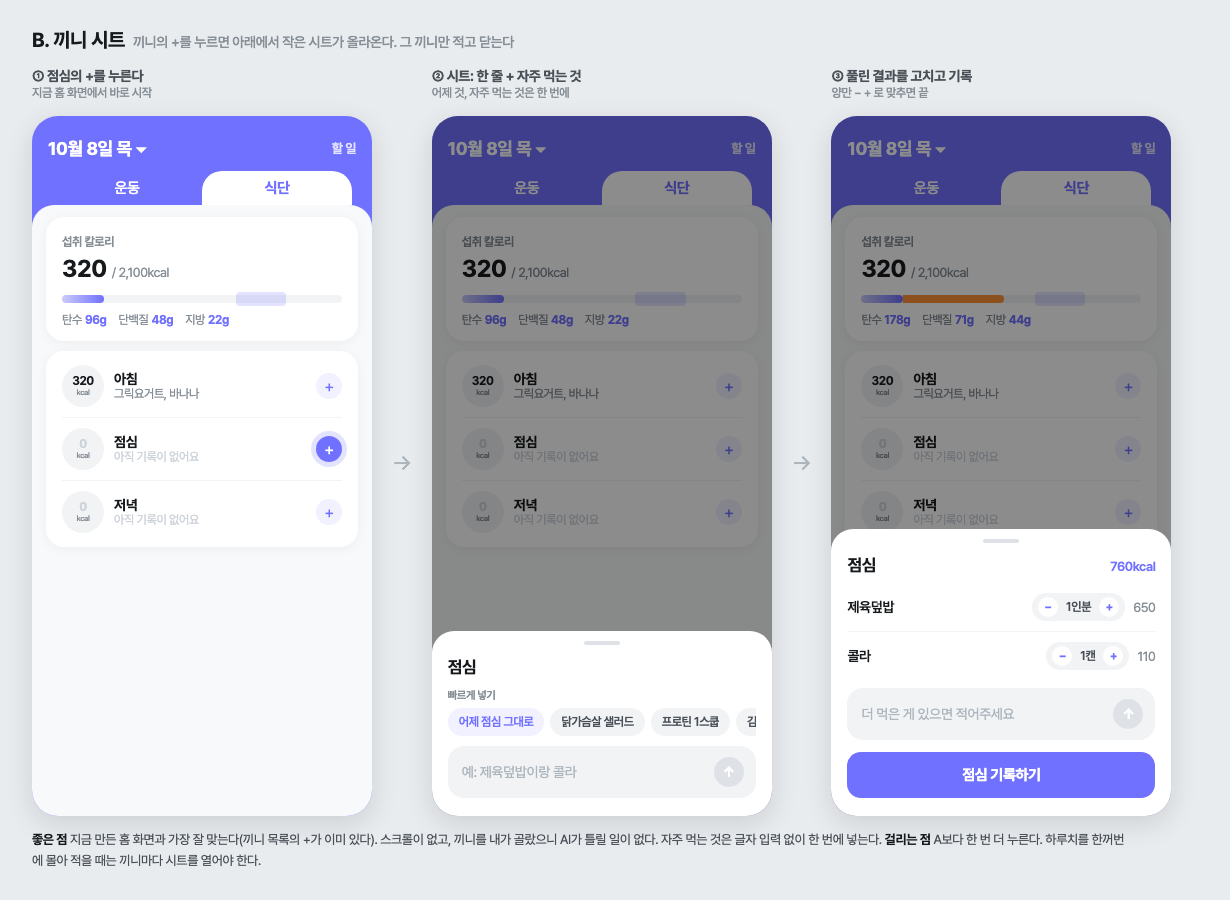 B. 끼니 시트 끼니의 +를 누르면 아래에서 작은 시트가 올라온다. 그 끼니만 적고 닫는다
① 점심의 +를 누른다
지금 홈 화면에서 바로 시작
10월 8일 목
할 일
운동
식단
섭취 칼로리
320 / 2,100kcal
탄수 96g 단백질 48g 지방 22g
320
kcal
아침
그릭요거트, 바나나
+
0
kcal
점심
아직 기록이 없어요
+
0
kcal
저녁
아직 기록이 없어요
+
→
② 시트: 한 줄 + 자주 먹는 것
어제 것, 자주 먹는 것은 한 번에
10월 8일 목
할 일
운동
식단
섭취 칼로리
320 / 2,100kcal
탄수 96g 단백질 48g 지방 22g
320
kcal
아침
그릭요거트, 바나나
+
0
kcal
점심
아직 기록이 없어요
+
0
kcal
저녁
아직 기록이 없어요
+
점심
빠르게 넣기
어제 점심 그대로
닭가슴살 샐러드
프로틴 1스쿱
김
예: 제육덮밥이랑 콜라
→
③ 풀린 결과를 고치고 기록
양만 − + 로 맞추면 끝
10월 8일 목
할 일
운동
식단
섭취 칼로리
320 / 2,100kcal
탄수 178g 단백질 71g 지방 44g
320
kcal
아침
그릭요거트, 바나나
+
0
kcal
점심
아직 기록이 없어요
+
0
kcal
저녁
아직 기록이 없어요
+
점심
760kcal
제육덮밥 − 1인분 + 650
콜라 − 1캔 + 110
더 먹은 게 있으면 적어주세요
점심 기록하기
좋은 점 지금 만든 홈 화면과 가장 잘 맞는다(끼니 목록의 +가 이미 있다). 스크롤이 없고, 끼니를 내가 골랐으니 AI가 틀릴 일이 없다. 자주 먹는 것은 글자 입력 없이 한 번에 넣는다. 걸리는 점 A보다 한 번 더 누른다. 하루치를 한꺼번
에 몰아 적을 때는 끼니마다 시트를 열어야 한다.